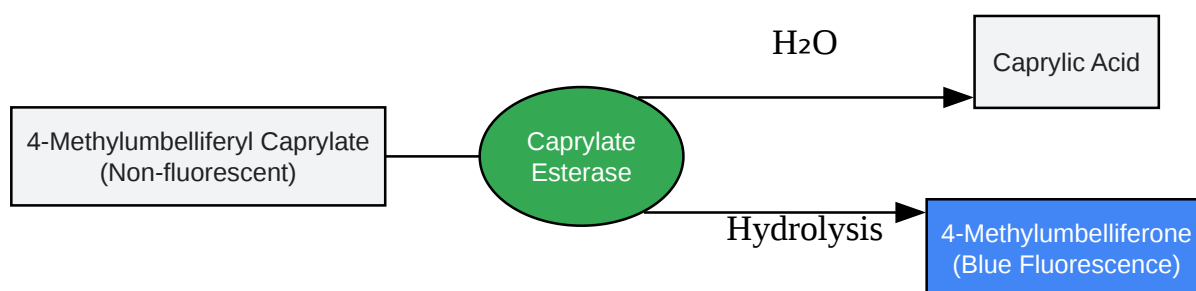 H₂O
Caprylic Acid
4-Methylumbelliferyl Caprylate
(Non-fluorescent)
Caprylate
Esterase
Hydrolysis
4-Methylumbelliferone
(Blue Fluorescence)